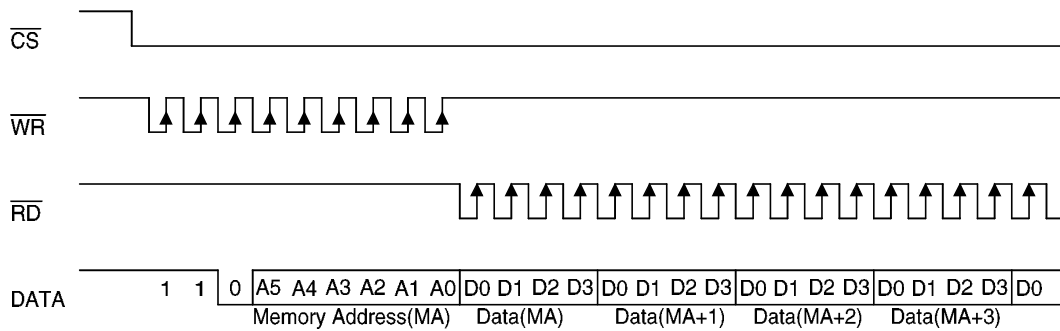 CS
WR
RD
DATA 1 1 0 A5 A4 A3 A2 A1 A0 D0 D1 D2 D3 D0 D1 D2 D3 D0 D1 D2 D3 D0 D1 D2 D3 D0
Memory Address(MA) Data(MA) Data(MA+1) Data(MA+2) Data(MA+3)